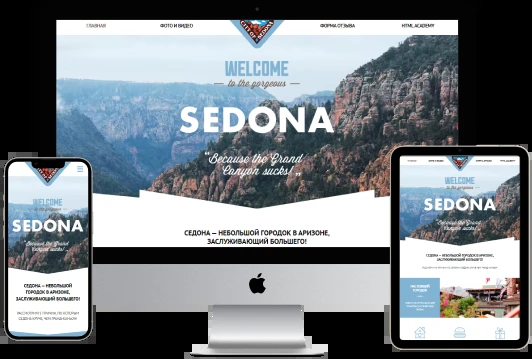 ГЛАВНАЯ ФОТО И ВИДЕО ФОРМА ОТЗЫВА HTML ACADEMY
WELCOME
to the gorgeous
SEDONA
"Because the Grand
Canyon sucks!"
СЕДОНА — НЕБОЛЬШОЙ ГОРОДОК В АРИЗОНЕ,
ЗАСЛУЖИВАЮЩИЙ БОЛЬШЕГО!
WELCOME
to the gorgeous
SEDONA
"Because the Grand
Canyon sucks!"
СЕДОНА — НЕБОЛЬШОЙ
ГОРОДОК В АРИЗОНЕ,
ЗАСЛУЖИВАЮЩИЙ БОЛЬШЕГО!
WELCOME
to the gorgeous
SEDONA
"Because the Grand
Canyon sucks!"
СЕДОНА — НЕБОЛЬШОЙ ГОРОДОК В АРИЗОНЕ,
ЗАСЛУЖИВАЮЩИЙ БОЛЬШЕГО!